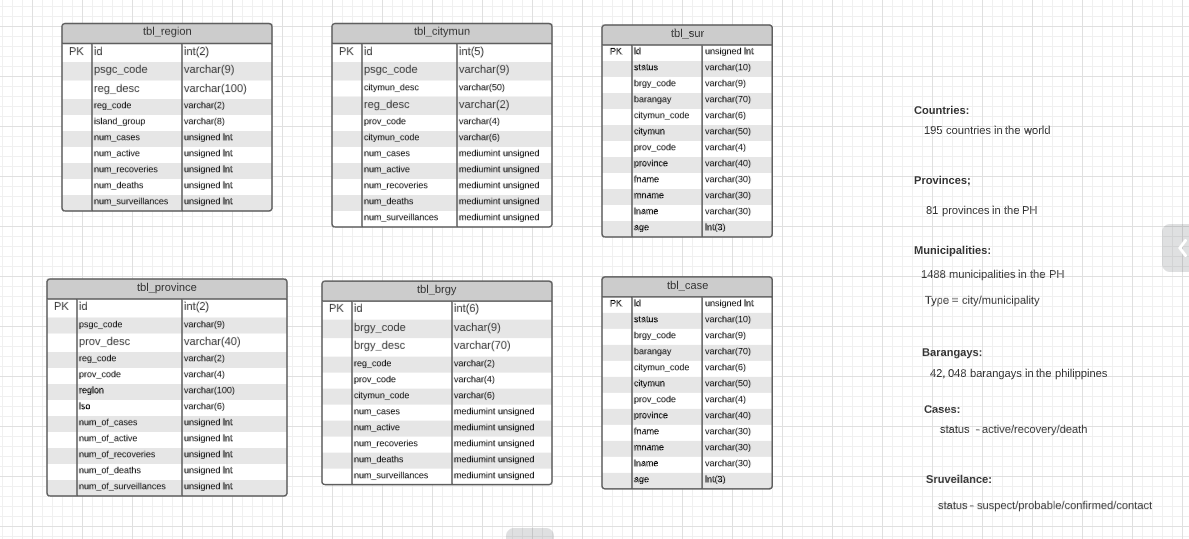 tbl_region
PK id int(2)
psgc_code varchar(9)
reg_desc varchar(100)
reg_code varchar(2)
island_group varchar(8)
num_cases unsigned Int
num_active unsigned Int
num_recoveries unsigned Int
num_deaths unsigned Int
num_surveillances unsigned Int
tbl_citymun
PK id int(5)
psgc_code varchar(9)
citymun_desc varchar(50)
reg_desc varchar(2)
prov_code varchar(4)
citymun_code varchar(6)
num_cases mediumint unsigned
num_active mediumint unsigned
num_recoveries mediumint unsigned
num_deaths mediumint unsigned
num_surveillances mediumint unsigned
tbl_sur
PK Id unsigned Int
status varchar(10)
brgy_code varchar(9)
barangay varchar(70)
citymun_code varchar(6)
citymun varchar(50)
prov_code varchar(4)
province varchar(40)
fname varchar(30)
mname varchar(30)
lname varchar(30)
age Int(3)
tbl_province
PK id int(2)
psgc_code varchar(9)
prov_desc varchar(40)
reg_code varchar(2)
prov_code varchar(4)
region varchar(100)
Iso varchar(6)
num_of_cases unsigned Int
num_of_active unsigned Int
num_of_recoveries unsigned Int
num_of_deaths unsigned Int
num_of_surveillances unsigned Int
tbl_brgy
PK id int(6)
brgy_code vachar(9)
brgy_desc varchar(70)
reg_code varchar(2)
prov_code varchar(4)
citymun_code varchar(6)
num_cases mediumint unsigned
num_active mediumint unsigned
num_recoveries mediumint unsigned
num_deaths mediumint unsigned
num_surveillances mediumint unsigned
tbl_case
PK Id unsigned Int
status varchar(10)
brgy_code varchar(9)
barangay varchar(70)
citymun_code varchar(6)
citymun varchar(50)
prov_code varchar(4)
province varchar(40)
fname varchar(30)
mname varchar(30)
lname varchar(30)
age Int(3)
Countries:
195 countries in the world
Provinces;
81 provinces in the PH
Municipalities:
1488 municipalities in the PH
Type = city/municipality
Barangays:
42, 048 barangays in the philippines
Cases:
status - active/recovery/death
Sruveilance:
status - suspect/probable/confirmed/contact